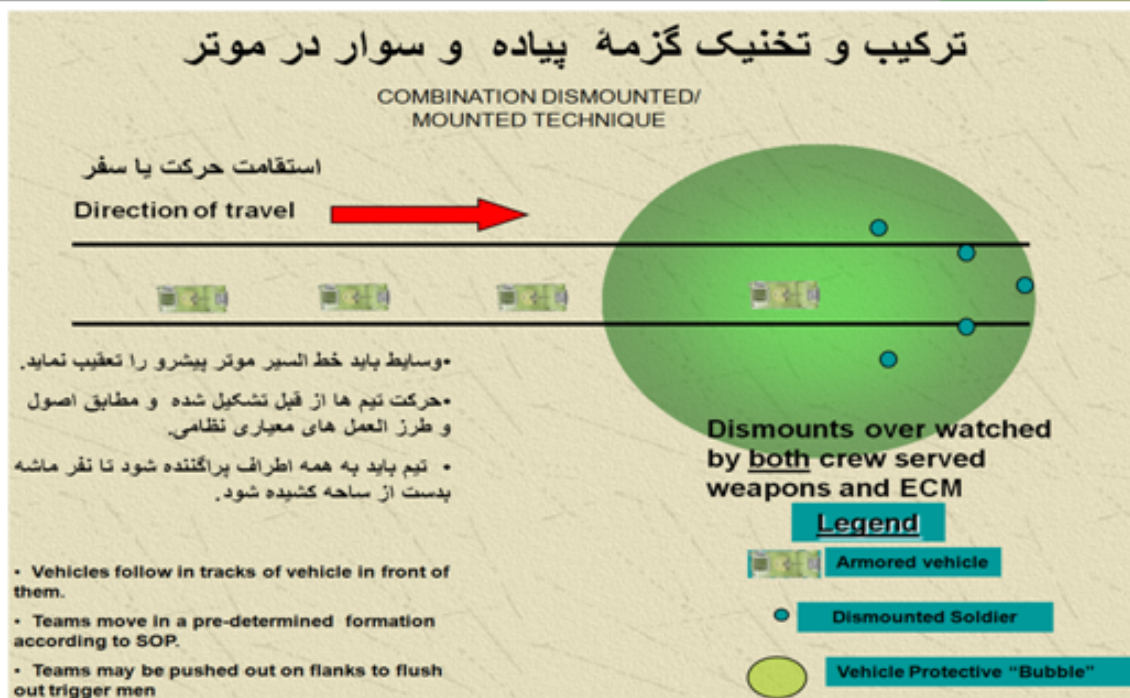 ترکیب و تخنیک گزمۀ پیاده و سوار در موتر
COMBINATION DISMOUNTED/
MOUNTED TECHNIQUE
استقامت حرکت یا سفر
Direction of travel
•وسایط باید خط السیر موتر پیشرو را تعقیب نماید.
•حرکت تیم ها از قبل تشکیل شده و مطابق اصول
و طرز العمل های معیاری نظامی.
• تیم باید به همه اطراف پراگننده شود تا نفر ماشه
بدست از ساحه کشیده شود.
Dismounts over watched
by both crew served
weapons and ECM
Legend
Armored vehicle
Dismounted Soldier
Vehicle Protective “Bubble”
• Vehicles follow in tracks of vehicle in front of
them.
• Teams move in a pre-determined formation
according to SOP.
• Teams may be pushed out on flanks to flush
out trigger men